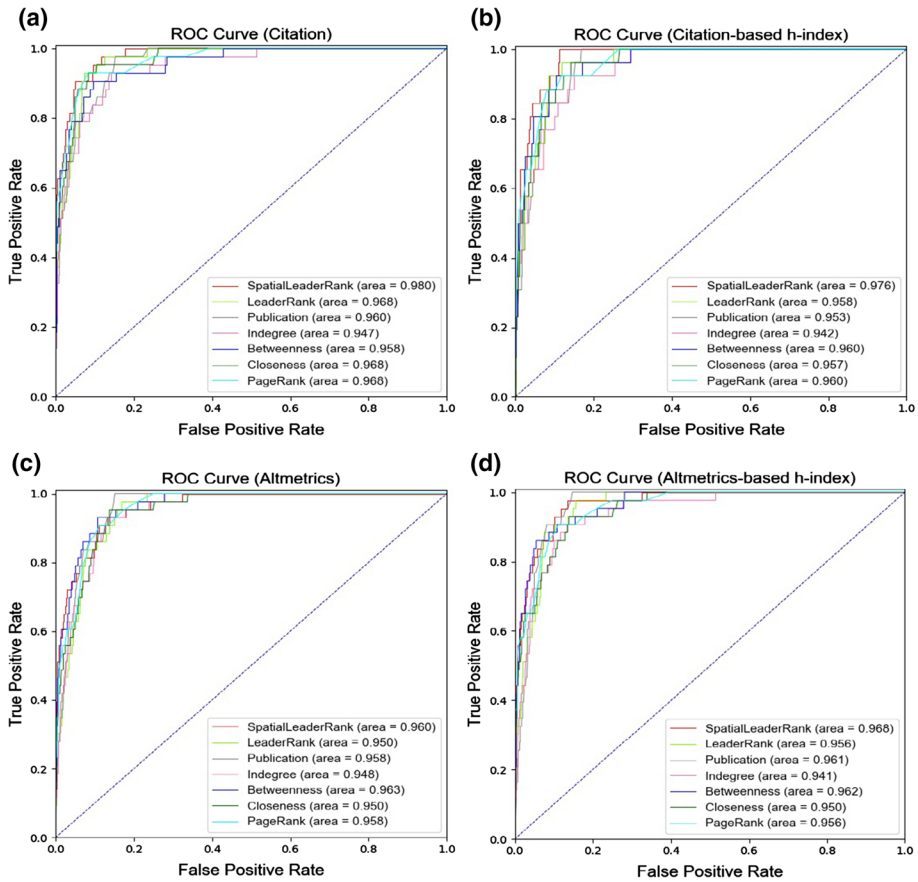 (a)
ROC Curve (Citation)
1.0
0.8
0.6
0.4
0.2
0.0
True Positive Rate
SpatialLeaderRank (area = 0.980)
LeaderRank (area = 0.968)
Publication (area = 0.960)
Indegree (area = 0.947)
Betweenness (area = 0.958)
Closeness (area = 0.968)
PageRank (area = 0.968)
0.0 0.2 0.4 0.6 0.8 1.0
False Positive Rate
(b)
ROC Curve (Citation-based h-index)
1.0
0.8
0.6
0.4
0.2
0.0
True Positive Rate
SpatialLeaderRank (area = 0.976)
LeaderRank (area = 0.958)
Publication (area = 0.953)
Indegree (area = 0.942)
Betweenness (area = 0.960)
Closeness (area = 0.957)
PageRank (area = 0.960)
0.0 0.2 0.4 0.6 0.8 1.0
False Positive Rate
(c)
ROC Curve (Altmetrics)
1.0
0.8
0.6
0.4
0.2
0.0
True Positive Rate
SpatialLeaderRank (area = 0.960)
LeaderRank (area = 0.950)
Publication (area = 0.958)
Indegree (area = 0.948)
Betweenness (area = 0.963)
Closeness (area = 0.950)
PageRank (area = 0.958)
0.0 0.2 0.4 0.6 0.8 1.0
False Positive Rate
(d)
ROC Curve (Altmetrics-based h-index)
1.0
0.8
0.6
0.4
0.2
0.0
True Positive Rate
SpatialLeaderRank (area = 0.968)
LeaderRank (area = 0.956)
Publication (area = 0.961)
Indegree (area = 0.941)
Betweenness (area = 0.962)
Closeness (area = 0.950)
PageRank (area = 0.956)
0.0 0.2 0.4 0.6 0.8 1.0
False Positive Rate